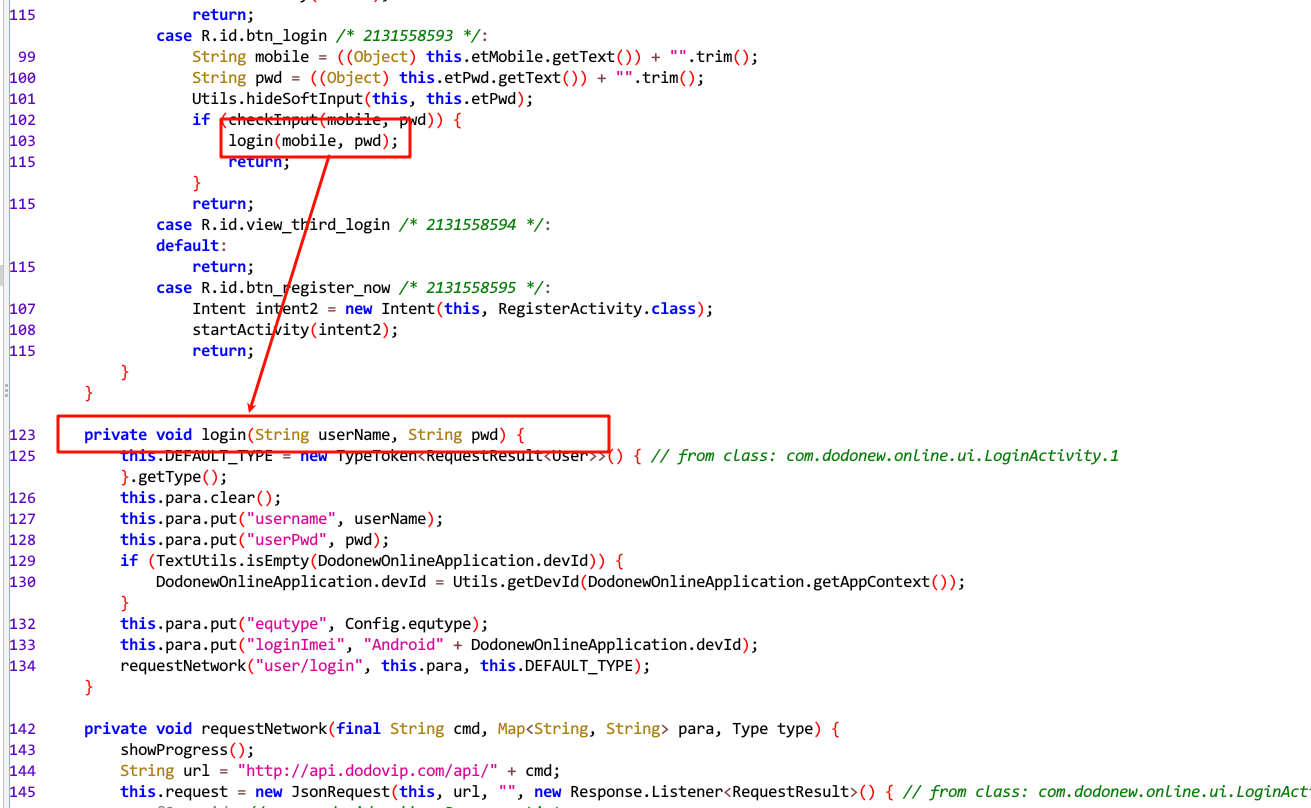 115                 return;
            case R.id.btn_login /* 2131558593 */:
99                  String mobile = ((Object) this.etMobile.getText()) + "".trim();
100                 String pwd = ((Object) this.etPwd.getText()) + "".trim();
101                 Utils.hideSoftInput(this, this.etPwd);
102                 if (checkInput(mobile, pwd)) {
103                     login(mobile, pwd);
115                     return;
                }
115                 return;
            case R.id.view_third_login /* 2131558594 */:
            default:
115                 return;
            case R.id.btn_register_now /* 2131558595 */:
107                 Intent intent2 = new Intent(this, RegisterActivity.class);
108                 startActivity(intent2);
115                 return;
        }
    }
123     private void login(String userName, String pwd) {
125         this.DEFAULT_TYPE = new TypeToken<RequestResult<User>>() { // from class: com.dodonew.online.ui.LoginActivity.1
        }.getType();
126         this.para.clear();
127         this.para.put("username", userName);
128         this.para.put("userPwd", pwd);
129         if (TextUtils.isEmpty(DodonewOnlineApplication.devId)) {
130             DodonewOnlineApplication.devId = Utils.getDevId(DodonewOnlineApplication.getAppContext());
        }
132         this.para.put("equtype", Config.equtype);
133         this.para.put("loginImei", "Android" + DodonewOnlineApplication.devId);
134         requestNetwork("user/login", this.para, this.DEFAULT_TYPE);
    }
142     private void requestNetwork(final String cmd, Map<String, String> para, Type type) {
143         showProgress();
144         String url = "http://api.dodovip.com/api/" + cmd;
145         this.request = new JsonRequest(this, url, "", new Response.Listener<RequestResult>() { // from class: com.dodonew.online.ui.LoginActi